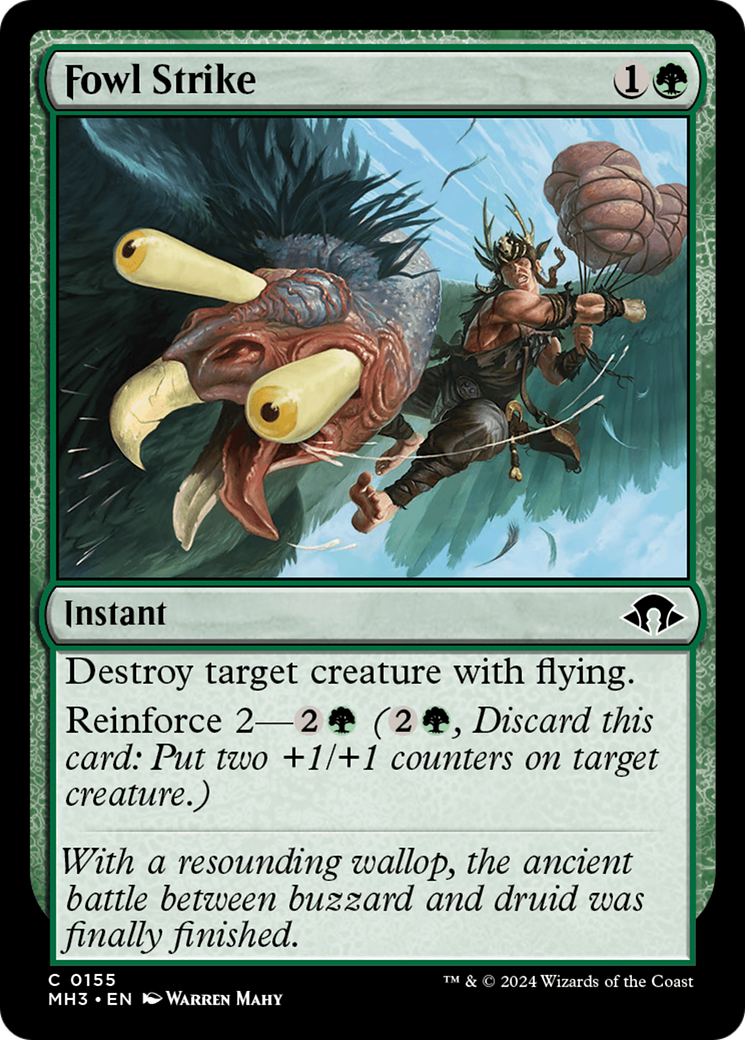 Fowl Strike 1
Instant
Destroy target creature with flying.
Reinforce 2—2 (2, Discard this
card: Put two +1/+1 counters on target
creature.)
With a resounding wallop, the ancient
battle between buzzard and druid was
finally finished.
C 0155
MH3 • EN Warren Mahy
™ & © 2024 Wizards of the Coast